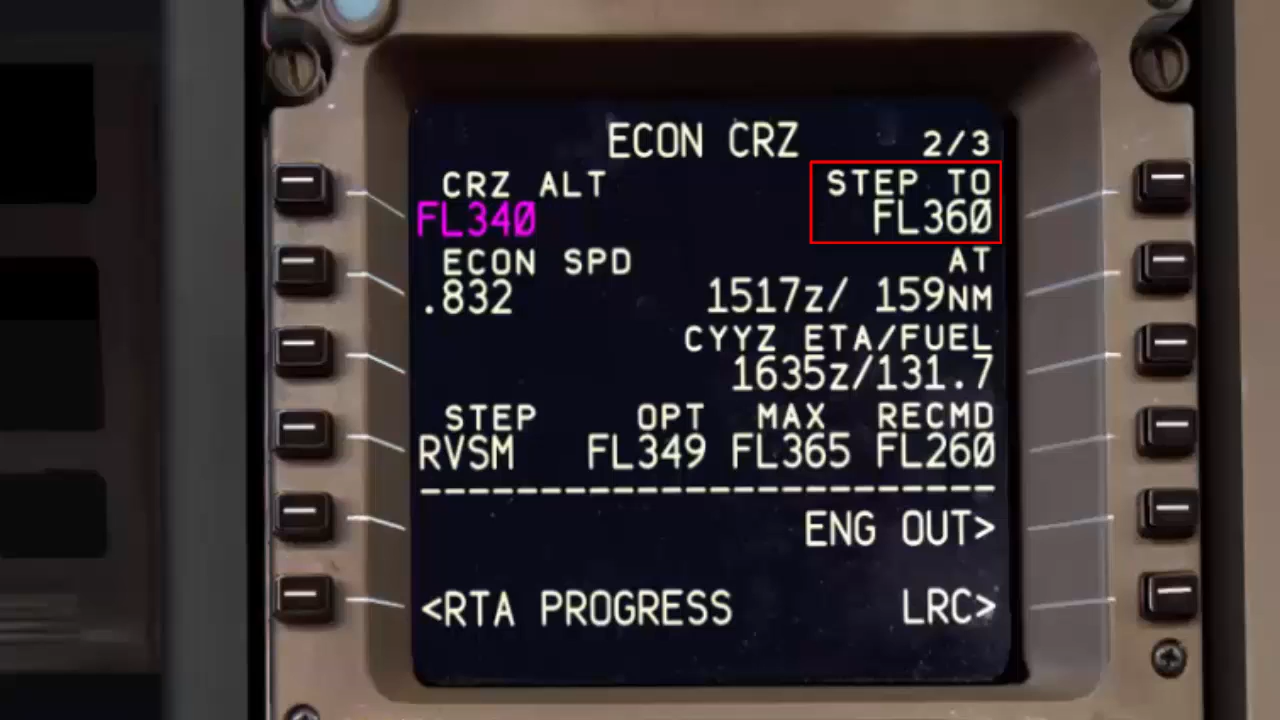 ECON CRZ 2/3
CRZ ALT STEP TO
FL340 FL360
ECON SPD AT
.832 1517z/ 159NM
CYYZ ETA/FUEL
1635z/131.7
STEP OPT MAX RECMD
RVSM FL349 FL365 FL260
ENG OUT>
<RTA PROGRESS LRC>